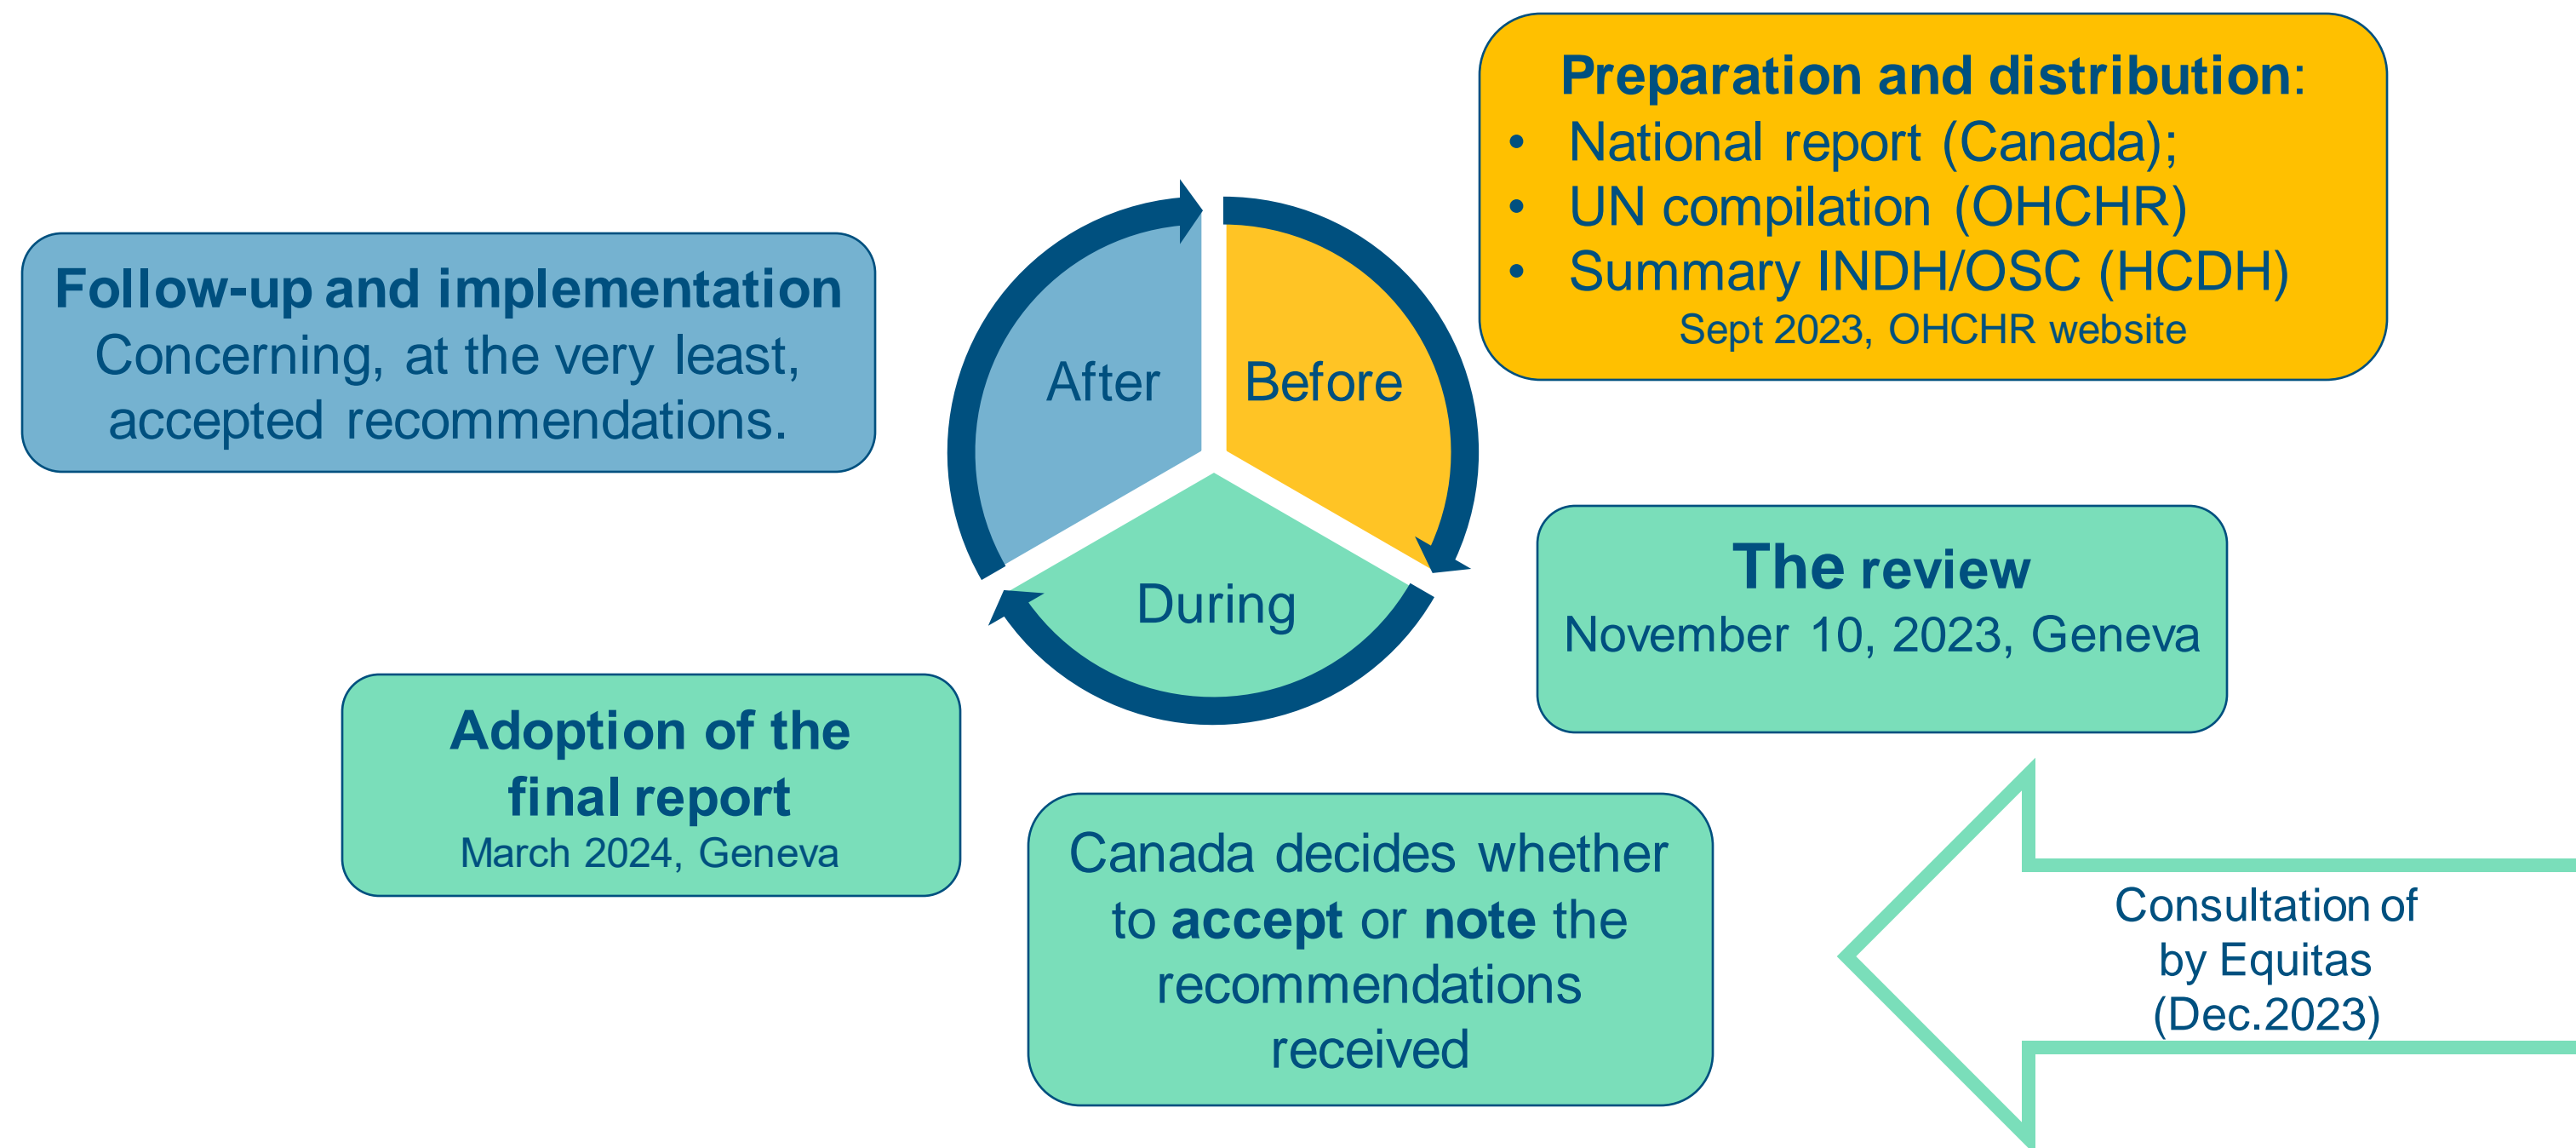 Preparation and distribution:
• National report (Canada);
• UN compilation (OHCHR)
• Summary INDH/OSC (HCDH)
Sept 2023, OHCHR website
Follow-up and implementation
Concerning, at the very least,
accepted recommendations.
After
Before
During
The review
November 10, 2023, Geneva
Adoption of the
final report
March 2024, Geneva
Canada decides whether
to accept or note the
recommendations
received
Consultation of
by Equitas
(Dec.2023)